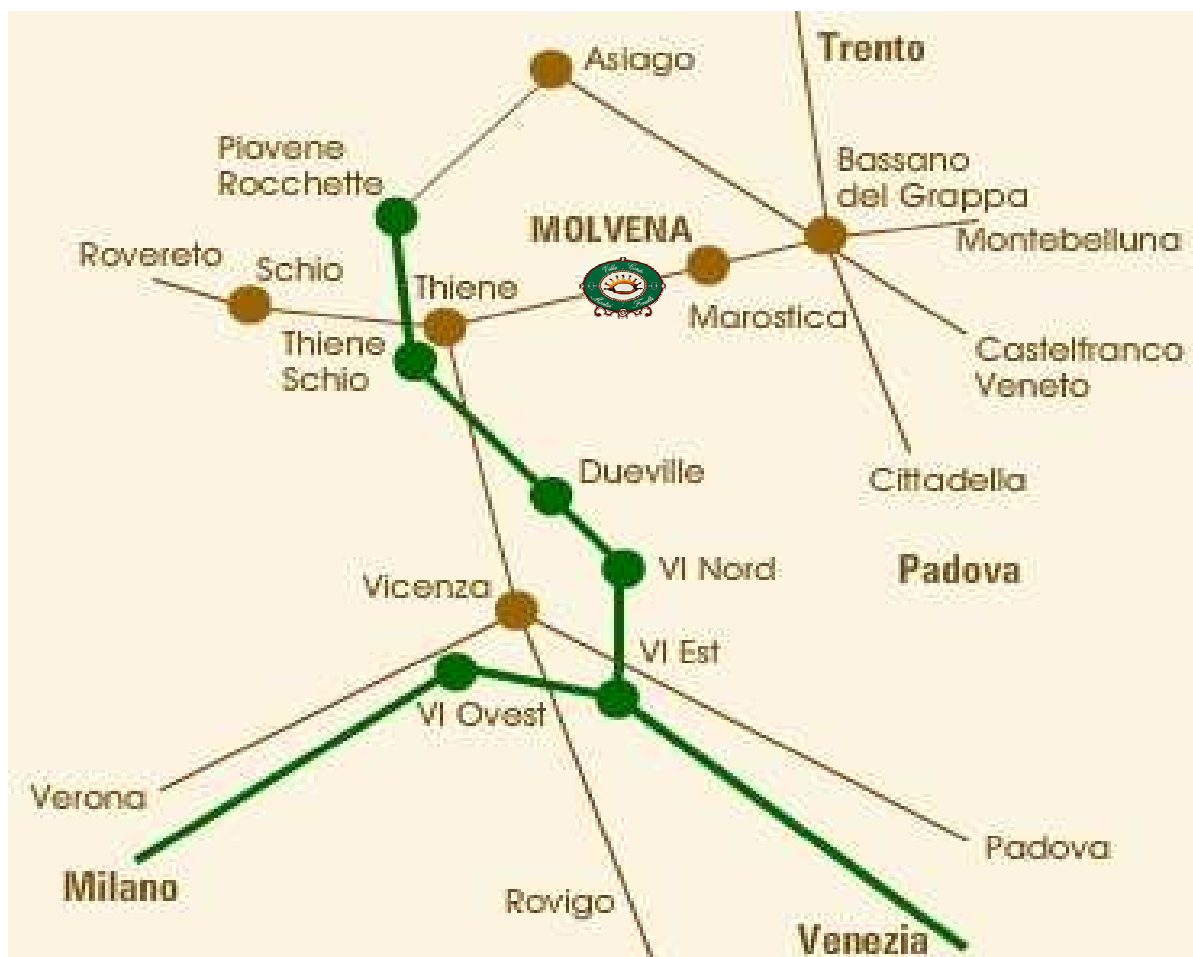 Trento
Asiago
Piovene
Rocchette
Bassano
del Grappa
MOLVENA
Montebelluna
Rovereto
Schio
Thiene
Marostica
Thiene
Schio
Castelfranco
Veneto
Dueville
Cittadella
VI Nord
Padova
Vicenza
VI Est
VI Ovest
Verona
Padova
Milano
Rovigo
Venezia